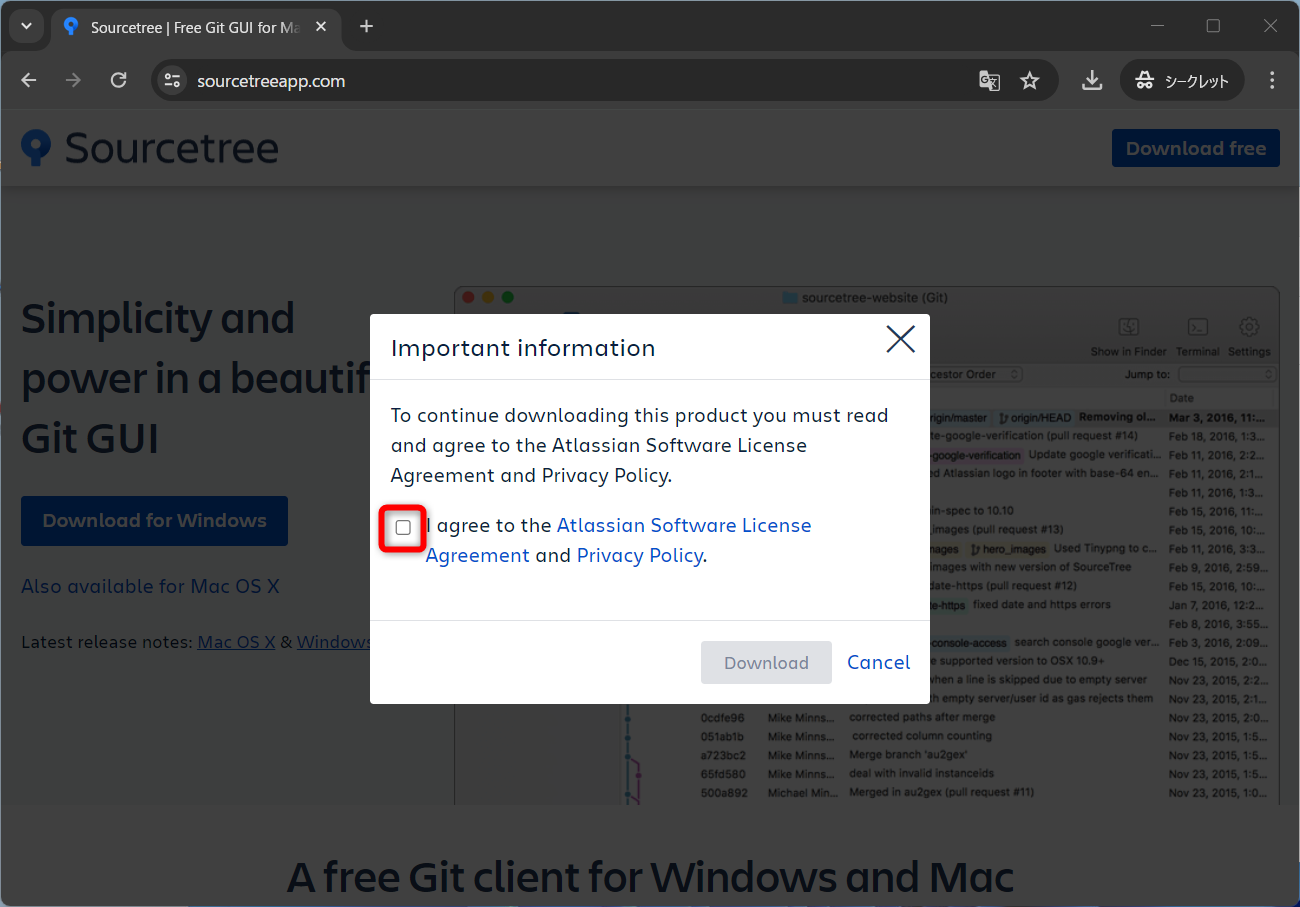 Sourcetree | Free Git GUI for Ma
sourcetreeapp.com
シークレット
Sourcetree
Download free
Simplicity and
power in a beautif
Git GUI
Download for Windows
Also available for Mac OS X
Latest release notes: Mac OS X & Windows
Important information
To continue downloading this product you must read
and agree to the Atlassian Software License
Agreement and Privacy Policy.
I agree to the Atlassian Software License
Agreement and Privacy Policy.
Download Cancel
sourcetree-website (Git)
Show in Finder Terminal Settings
cestor Order Jump to:
Date
rigin/master origin/HEAD Removing ol... Mar 3, 2016, 11:...
te-google-verification (pull request #14) Feb 18, 2016, 1:3...
google-verification Update google verificati... Feb 11, 2016, 2:2...
d Atlassian logo in footer with base-64 en... Feb 11, 2016, 2:1...
Feb 11, 2016, 1:3...
in-spec to 10.10 Feb 15, 2016, 11:...
_images (pull request #13) Feb 15, 2016, 10:...
mages hero_images Used Tinypng to c... Feb 11, 2016, 3:3...
images with new version of SourceTree Feb 9, 2016, 2:59...
date-https (pull request #12) Feb 15, 2016, 10:...
e-https fixed date and https errors Jan 7, 2016, 12:2...
Feb 8, 2016, 3:55...
console-access search console google ver... Feb 3, 2016, 2:09...
e supported version to OSX 10.9+ Dec 15, 2015, 2:0...
when a line is skipped due to empty server Nov 23, 2015, 2:2...
th empty server/user id as gas rejects them Nov 23, 2015, 2:1...
0cdfe96 Mike Minns... corrected paths after merge Nov 23, 2015, 2:0...
051ab1b Mike Minns... corrected column counting Nov 23, 2015, 1:5...
a723bc2 Mike Minns... Merge branch 'au2gex' Nov 23, 2015, 1:5...
65fd580 Mike Minns... deal with invalid instanceids Nov 23, 2015, 1:5...
500a892 Michael Min... Merged in au2gex (pull request #11) Nov 23, 2015, 1:0...
A free Git client for Windows and Mac